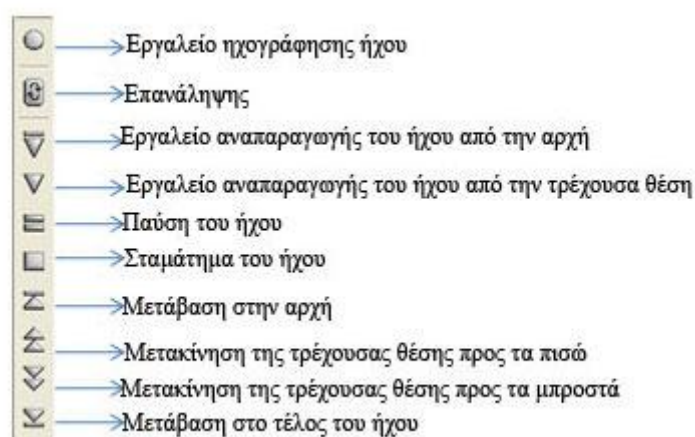 Εργαλείο ηχογράφησης ήχου
Επανάληψης
Εργαλείο αναπαραγωγής του ήχου από την αρχή
Εργαλείο αναπαραγωγής του ήχου από την τρέχουσα θέση
Παύση του ήχου
Σταμάτημα του ήχου
Μετάβαση στην αρχή
Μετακίνηση της τρέχουσας θέσης προς τα πισώ
Μετακίνηση της τρέχουσας θέσης προς τα μπροστά
Μετάβαση στο τέλος του ήχου